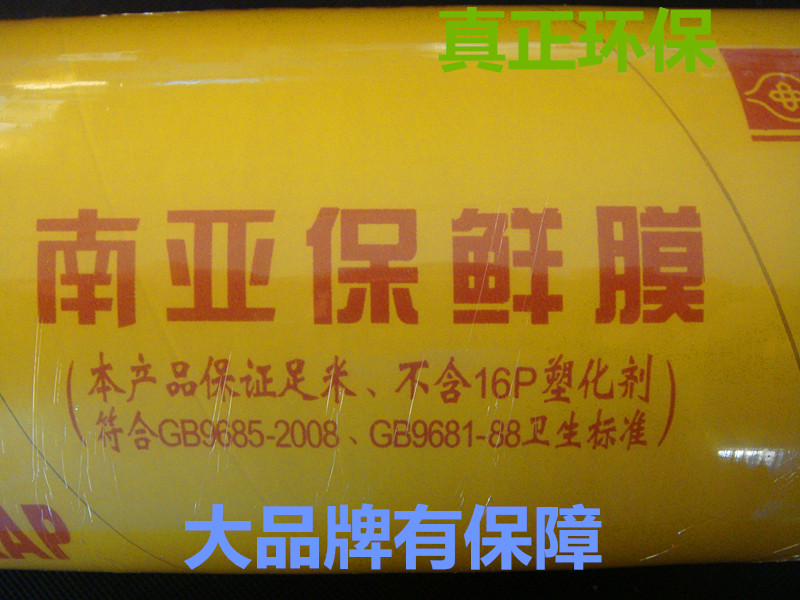 真正环保
南亚保鲜膜
(本产品保证足米、不含16P塑化剂
符合GB9685-2008、GB9681-88卫生标准)
AP
大品牌有保障